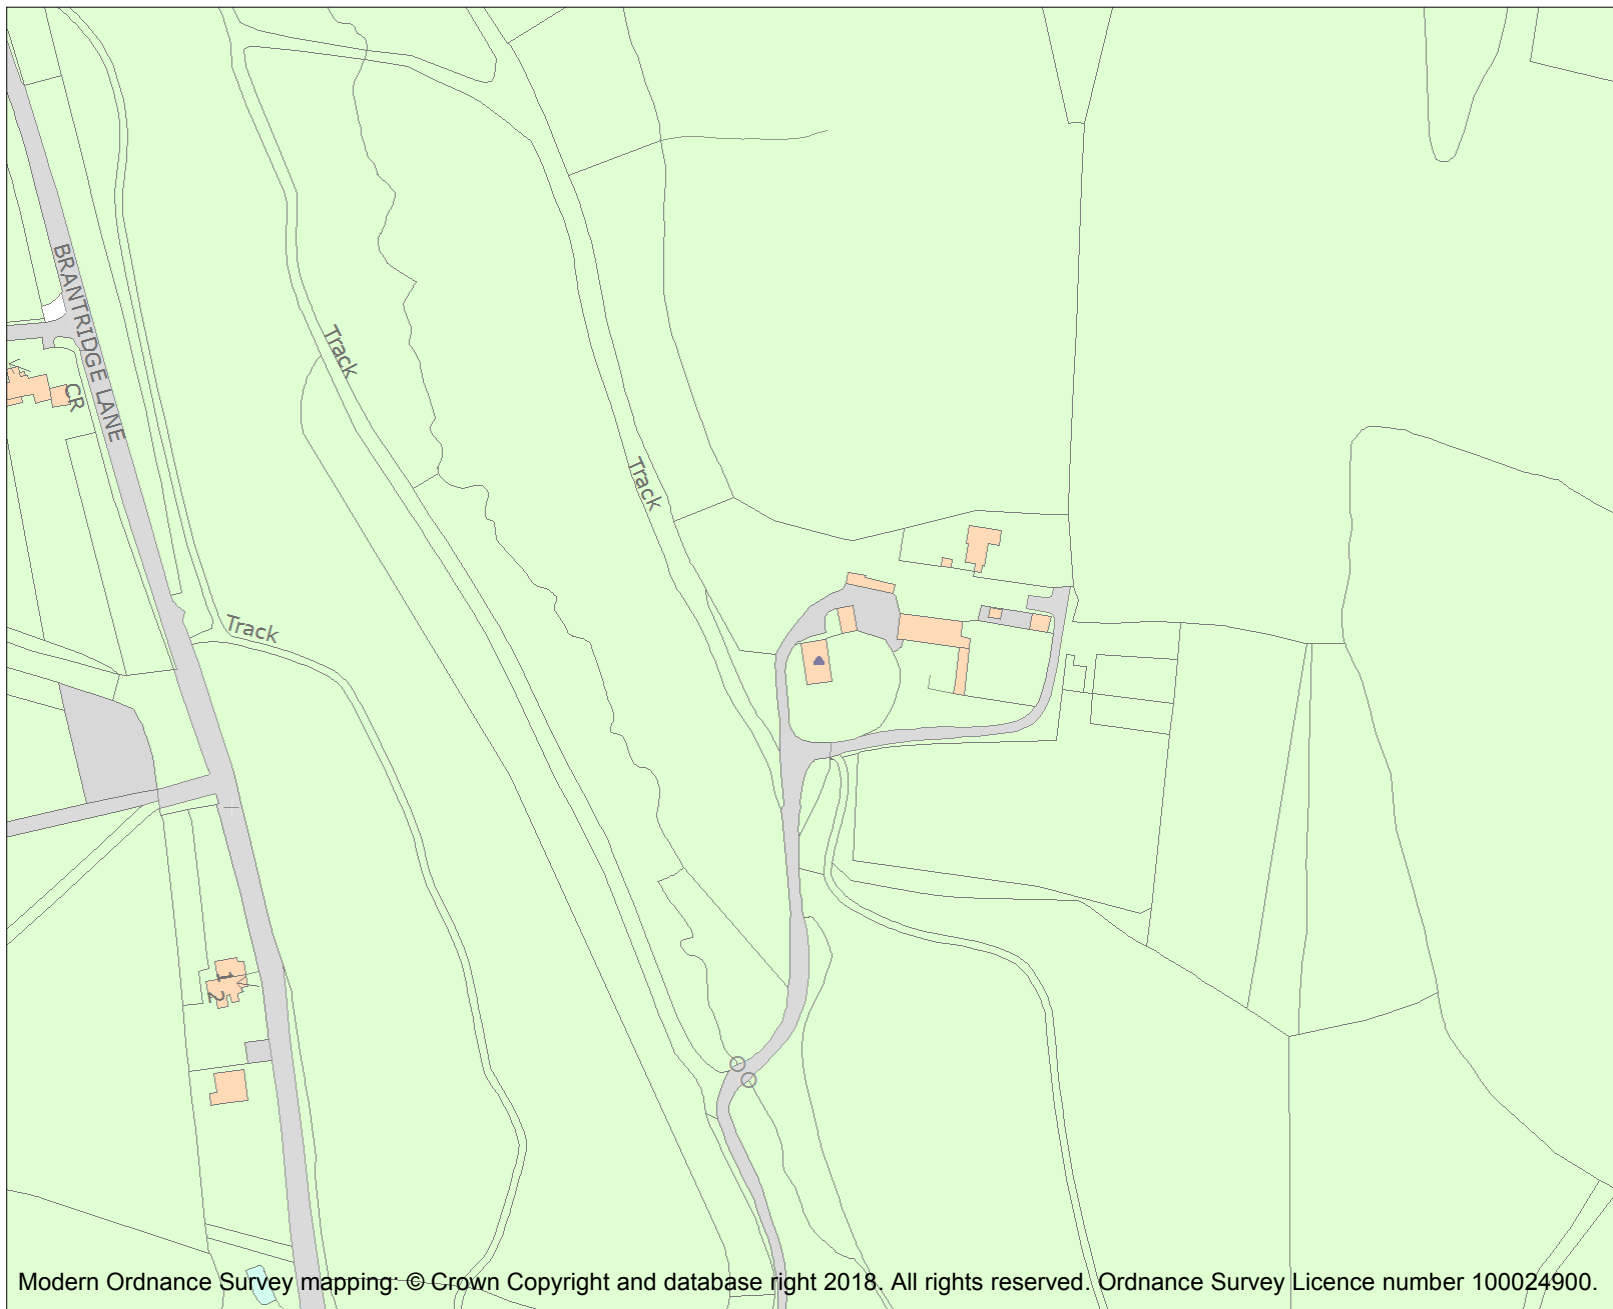 BRANTRIDGE LANE
Track
CR
Track
Track
1
2
Modern Ordnance Survey mapping: © Crown Copyright and database right 2018. All rights reserved. Ordnance Survey Licence number 100024900.